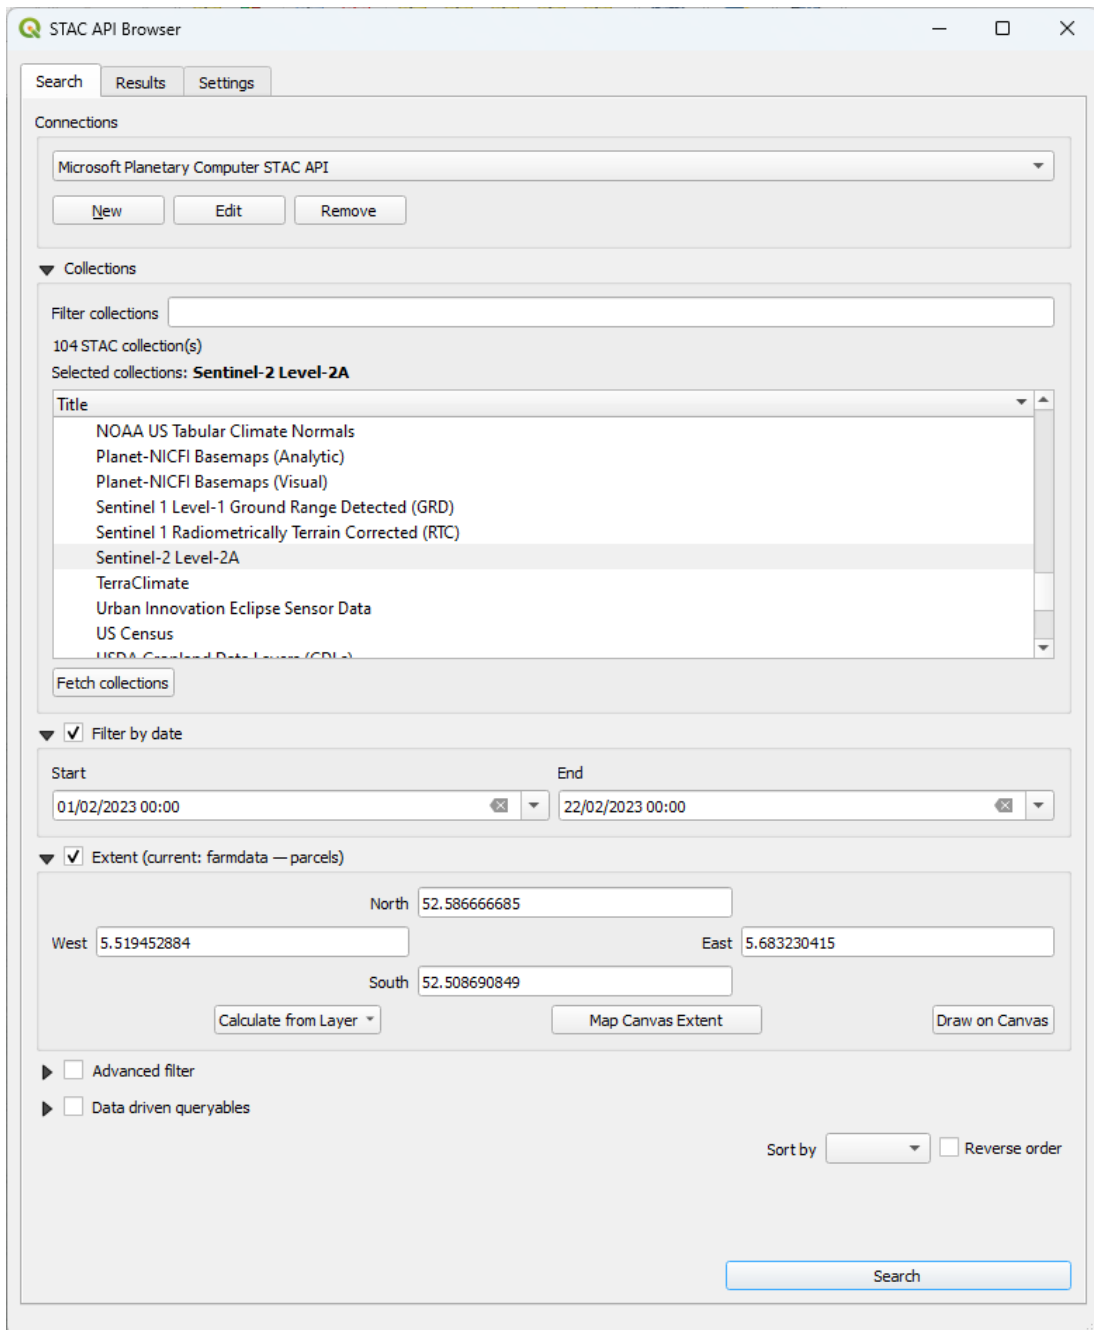 STAC API Browser
Search Results Settings
Connections
Microsoft Planetary Computer STAC API
New Edit Remove
Collections
Filter collections
104 STAC collection(s)
Selected collections: Sentinel-2 Level-2A
Title
NOAA US Tabular Climate Normals
Planet-NICFI Basemaps (Analytic)
Planet-NICFI Basemaps (Visual)
Sentinel 1 Level-1 Ground Range Detected (GRD)
Sentinel 1 Radiometrically Terrain Corrected (RTC)
Sentinel-2 Level-2A
TerraClimate
Urban Innovation Eclipse Sensor Data
US Census
USDA Cropland Data Layers (CDLs)
Fetch collections
Filter by date
Start End
01/02/2023 00:00 22/02/2023 00:00
Extent (current: farmdata — parcels)
North 52.586666685
West 5.519452884 East 5.683230415
South 52.508690849
Calculate from Layer Map Canvas Extent Draw on Canvas
Advanced filter
Data driven queryables
Sort by Reverse order
Search